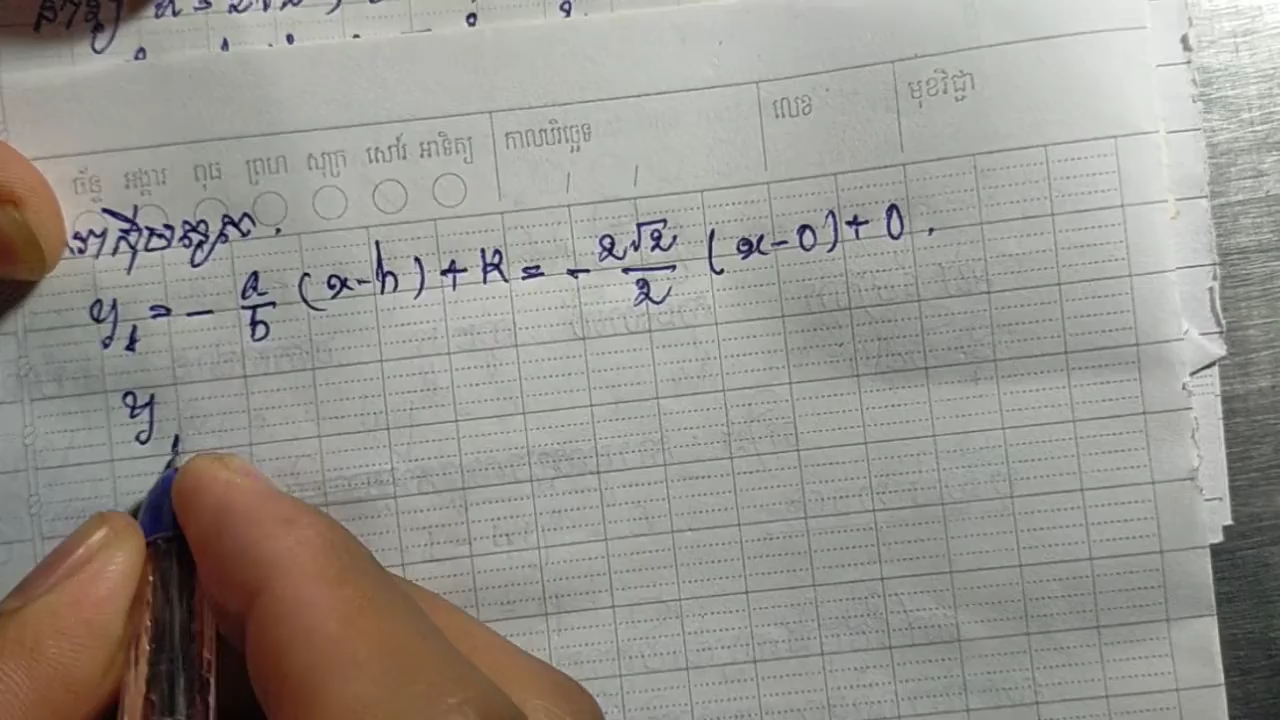 ច័ន្ទ អង្គារ ពុធ ព្រហ សុក្រ សៅរ៍ អាទិត្យ កាលបរិច្ឆេទ / / លេខ មុខវិជ្ជា
អាស៊ីមតូត .
y₁ = - a/b (x-h) + k = - 2√2/2 (x-0) + 0 .
y